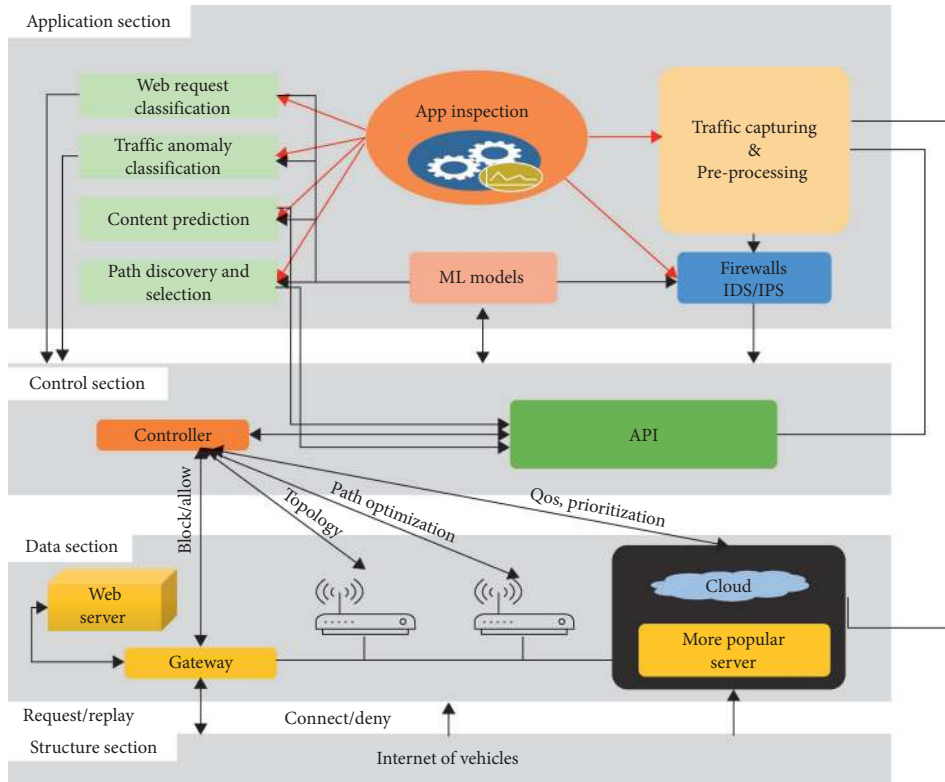 Application section
Web request
classification
Traffic anomaly
classification
Content prediction
Path discovery and
selection
App inspection
Traffic capturing
&
Pre-processing
ML models
Firewalls
IDS/IPS
Control section
Controller
API
Block/allow
Topology
Path optimization
Qos, prioritization
Data section
Web
server
Gateway
Cloud
More popular
server
Request/replay
Connect/deny
Structure section
Internet of vehicles